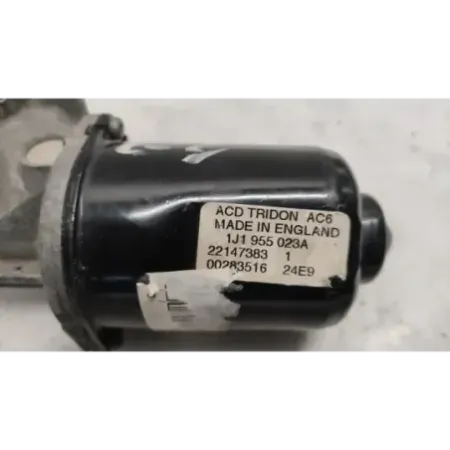 ACD TRIDON AC6
MADE IN ENGLAND
1J1 955 023A
22147383 1
00283516 24E9